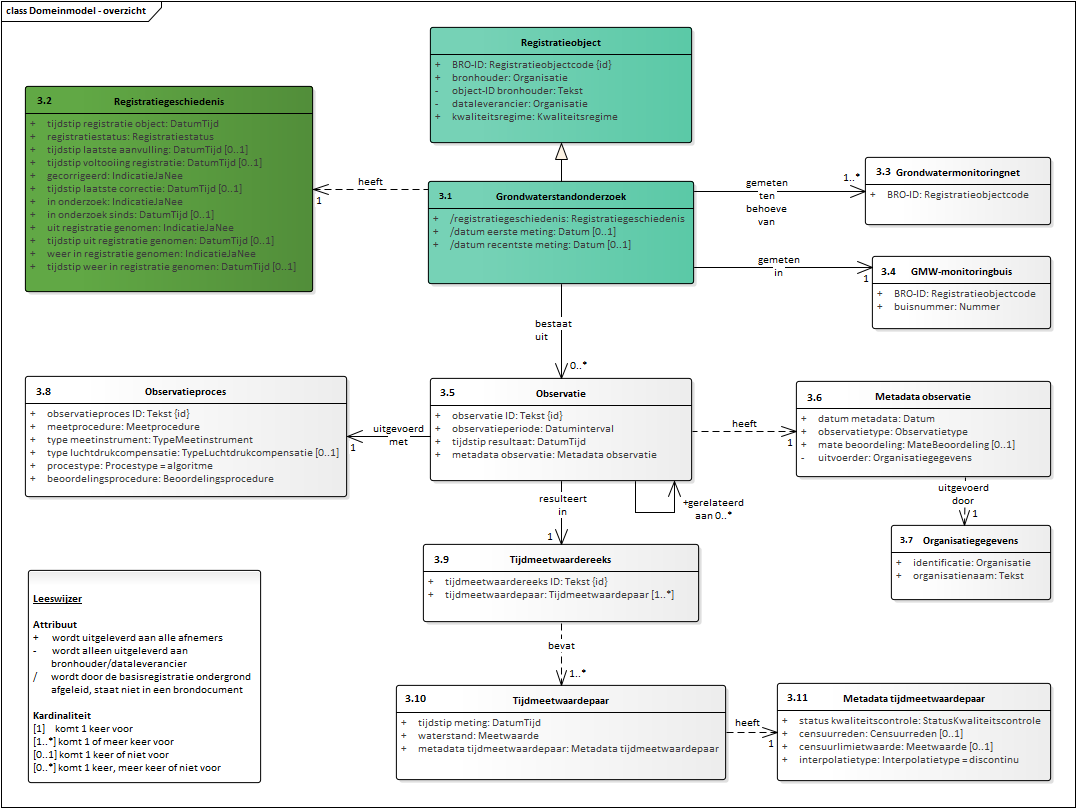 class Domeinmodel - overzicht
Registratieobject
+ BRO-ID: Registratieobjectcode {id}
+ bronhouder: Organisatie
- object-ID bronhouder: Tekst
- dataleverancier: Organisatie
+ kwaliteitsregime: Kwaliteitsregime
3.2 Registratiegeschiedenis
+ tijdstip registratie object: DatumTijd
+ registratiestatus: Registratiestatus
+ tijdstip laatste aanvulling: DatumTijd [0..1]
+ tijdstip voltooiing registratie: DatumTijd [0..1]
+ gecorrigeerd: IndicatieJaNee
+ tijdstip laatste correctie: DatumTijd [0..1]
+ in onderzoek: IndicatieJaNee
+ in onderzoek sinds: DatumTijd [0..1]
+ uit registratie genomen: IndicatieJaNee
+ tijdstip uit registratie genomen: DatumTijd [0..1]
+ weer in registratie genomen: IndicatieJaNee
+ tijdstip weer in registratie genomen: DatumTijd [0..1]
heeft
1
3.1 Grondwaterstandonderzoek
+ /registratiegeschiedenis: Registratiegeschiedenis
+ /datum eerste meting: Datum [0..1]
+ /datum recentste meting: Datum [0..1]
gemeten
ten
behoeve
van
1..*
3.3 Grondwatermonitoringnet
+ BRO-ID: Registratieobjectcode
gemeten
in
1
3.4 GMW-monitoringbuis
+ BRO-ID: Registratieobjectcode
+ buisnummer: Nummer
bestaat
uit
0..*
3.8 Observatieproces
+ observatieproces ID: Tekst {id}
+ meetprocedure: Meetprocedure
+ type meetinstrument: TypeMeetinstrument
+ type luchtdrukcompensatie: TypeLuchtdrukcompensatie [0..1]
+ procestype: Procestype = algoritme
+ beoordelingsprocedure: Beoordelingsprocedure
uitgevoerd
met
1
3.5 Observatie
+ observatie ID: Tekst {id}
+ observatieperiode: Datuminterval
+ tijdstip resultaat: DatumTijd
+ metadata observatie: Metadata observatie
heeft
1
3.6 Metadata observatie
+ datum metadata: Datum
+ observatietype: Observatietype
+ mate beoordeling: MateBeoordeling [0..1]
- uitvoerder: Organisatiegegevens
resulteert
in
1
+gerelateerd
aan 0..*
uitgevoerd
door
1
3.7 Organisatiegegevens
+ identificatie: Organisatie
+ organisatienaam: Tekst
3.9 Tijdmeetwaardereeks
+ tijdmeetwaardereeks ID: Tekst {id}
+ tijdmeetwaardepaar: Tijdmeetwaardepaar [1..*]
bevat
1..*
3.10 Tijdmeetwaardepaar
+ tijdstip meting: DatumTijd
+ waterstand: Meetwaarde
+ metadata tijdmeetwaardepaar: Metadata tijdmeetwaardepaar
heeft
1
3.11 Metadata tijdmeetwaardepaar
+ status kwaliteitscontrole: StatusKwaliteitscontrole
+ censuurreden: Censuurreden [0..1]
+ censuurlimietwaarde: Meetwaarde [0..1]
+ interpolatietype: Interpolatietype = discontinu
Leeswijzer
Attribuut
+ wordt uitgeleverd aan alle afnemers
- wordt alleen uitgeleverd aan
bronhouder/dataleverancier
/ wordt door de basisregistratie ondergrond
afgeleid, staat niet in een brondocument
Kardinaliteit
[1] komt 1 keer voor
[1..*] komt 1 of meer keer voor
[0..1] komt 1 keer of niet voor
[0..*] komt 1 keer, meer keer of niet voor